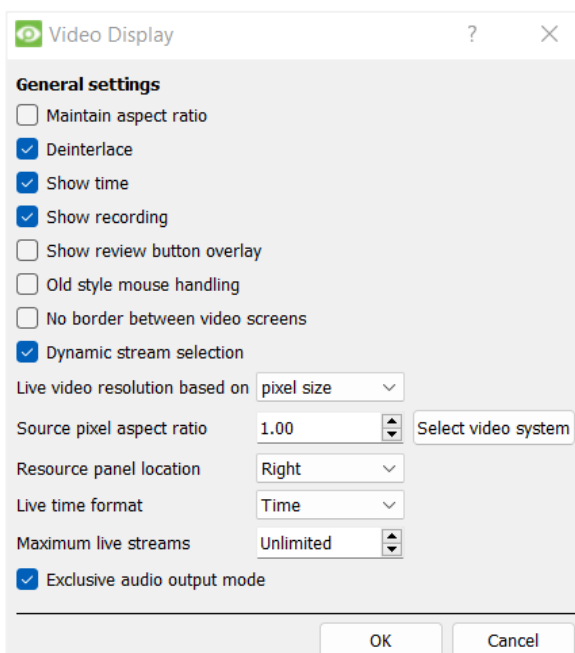 Video Display ?
General settings
Maintain aspect ratio
Deinterlace
Show time
Show recording
Show review button overlay
Old style mouse handling
No border between video screens
Dynamic stream selection
Live video resolution based on pixel size
Source pixel aspect ratio 1.00 Select video system
Resource panel location Right
Live time format Time
Maximum live streams Unlimited
Exclusive audio output mode
OK Cancel